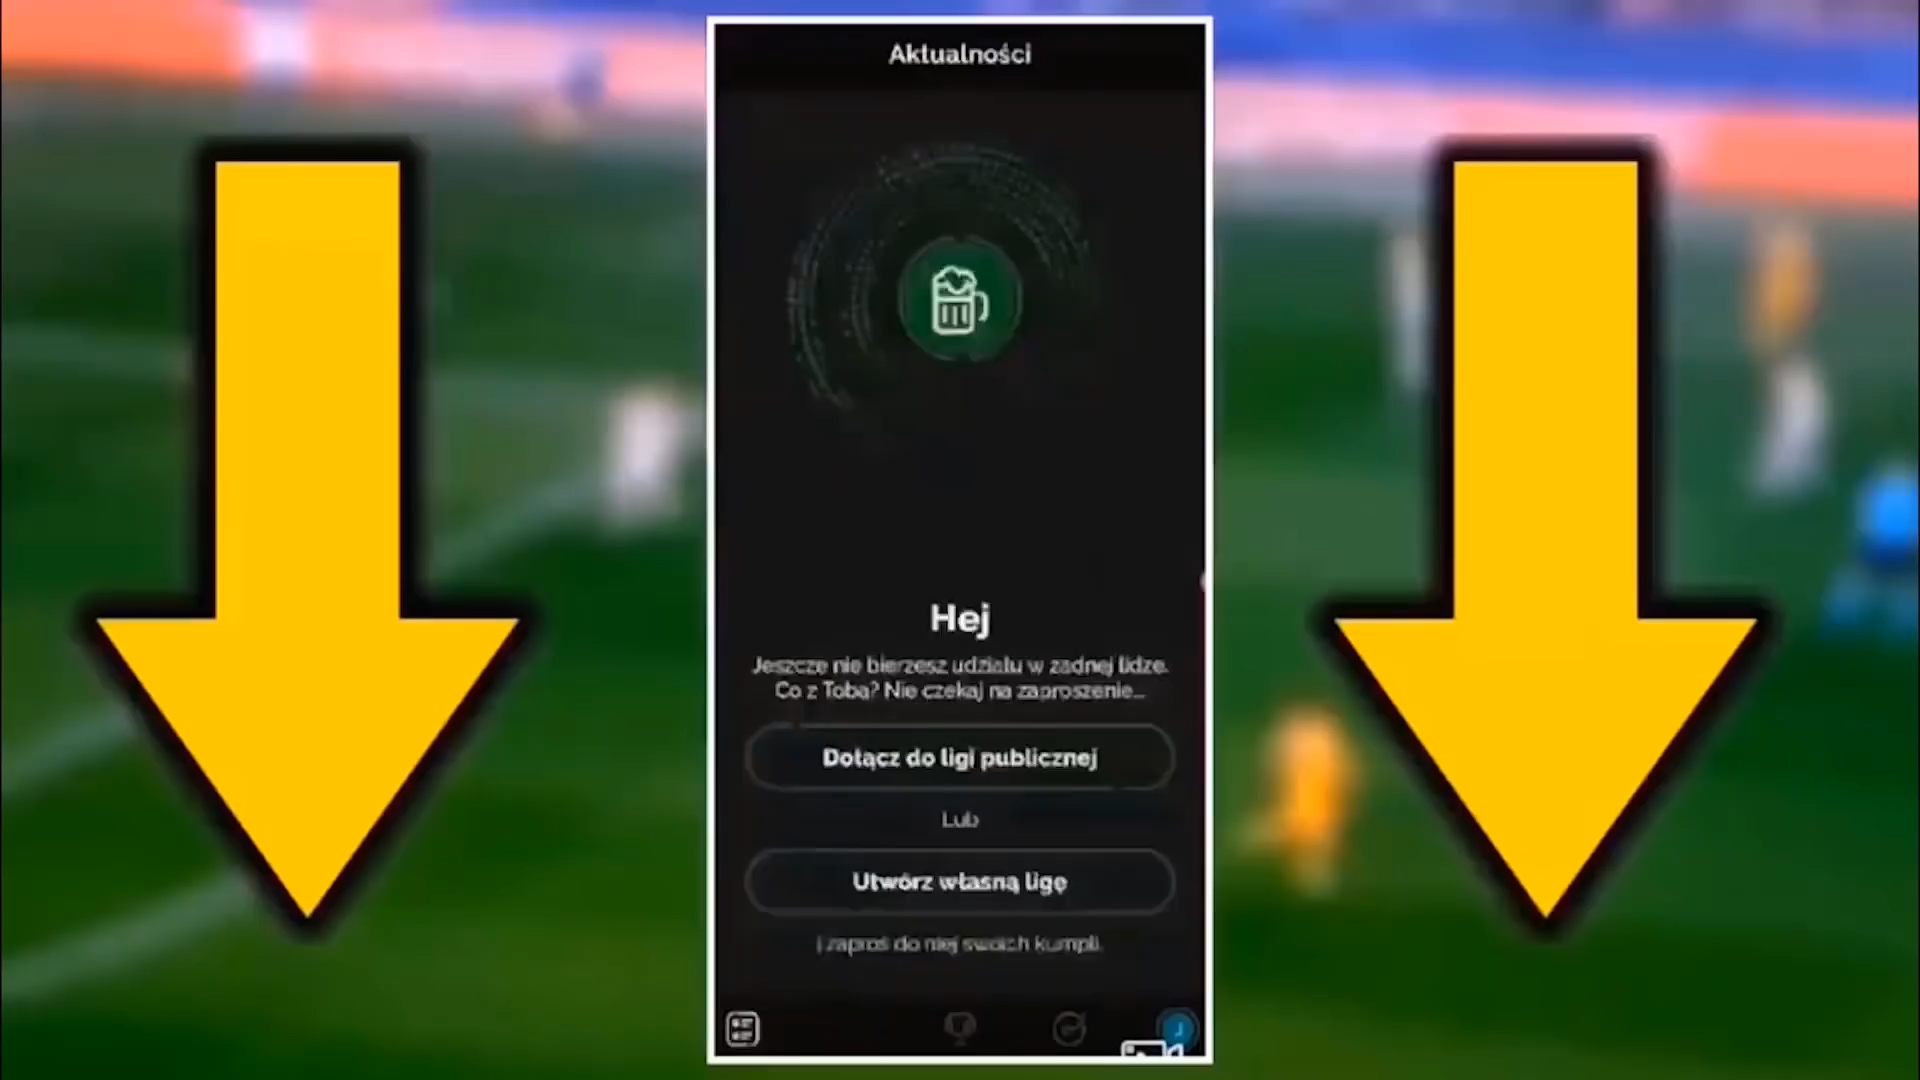 Aktualności
Hej
Jeszcze nie bierzesz udziału w żadnej lidze.
Co z Tobą? Nie czekaj na zaproszenie...
Dołącz do ligi publicznej
Lub
Utwórz własną ligę
I zaproś do niej swoich kumpli.
J